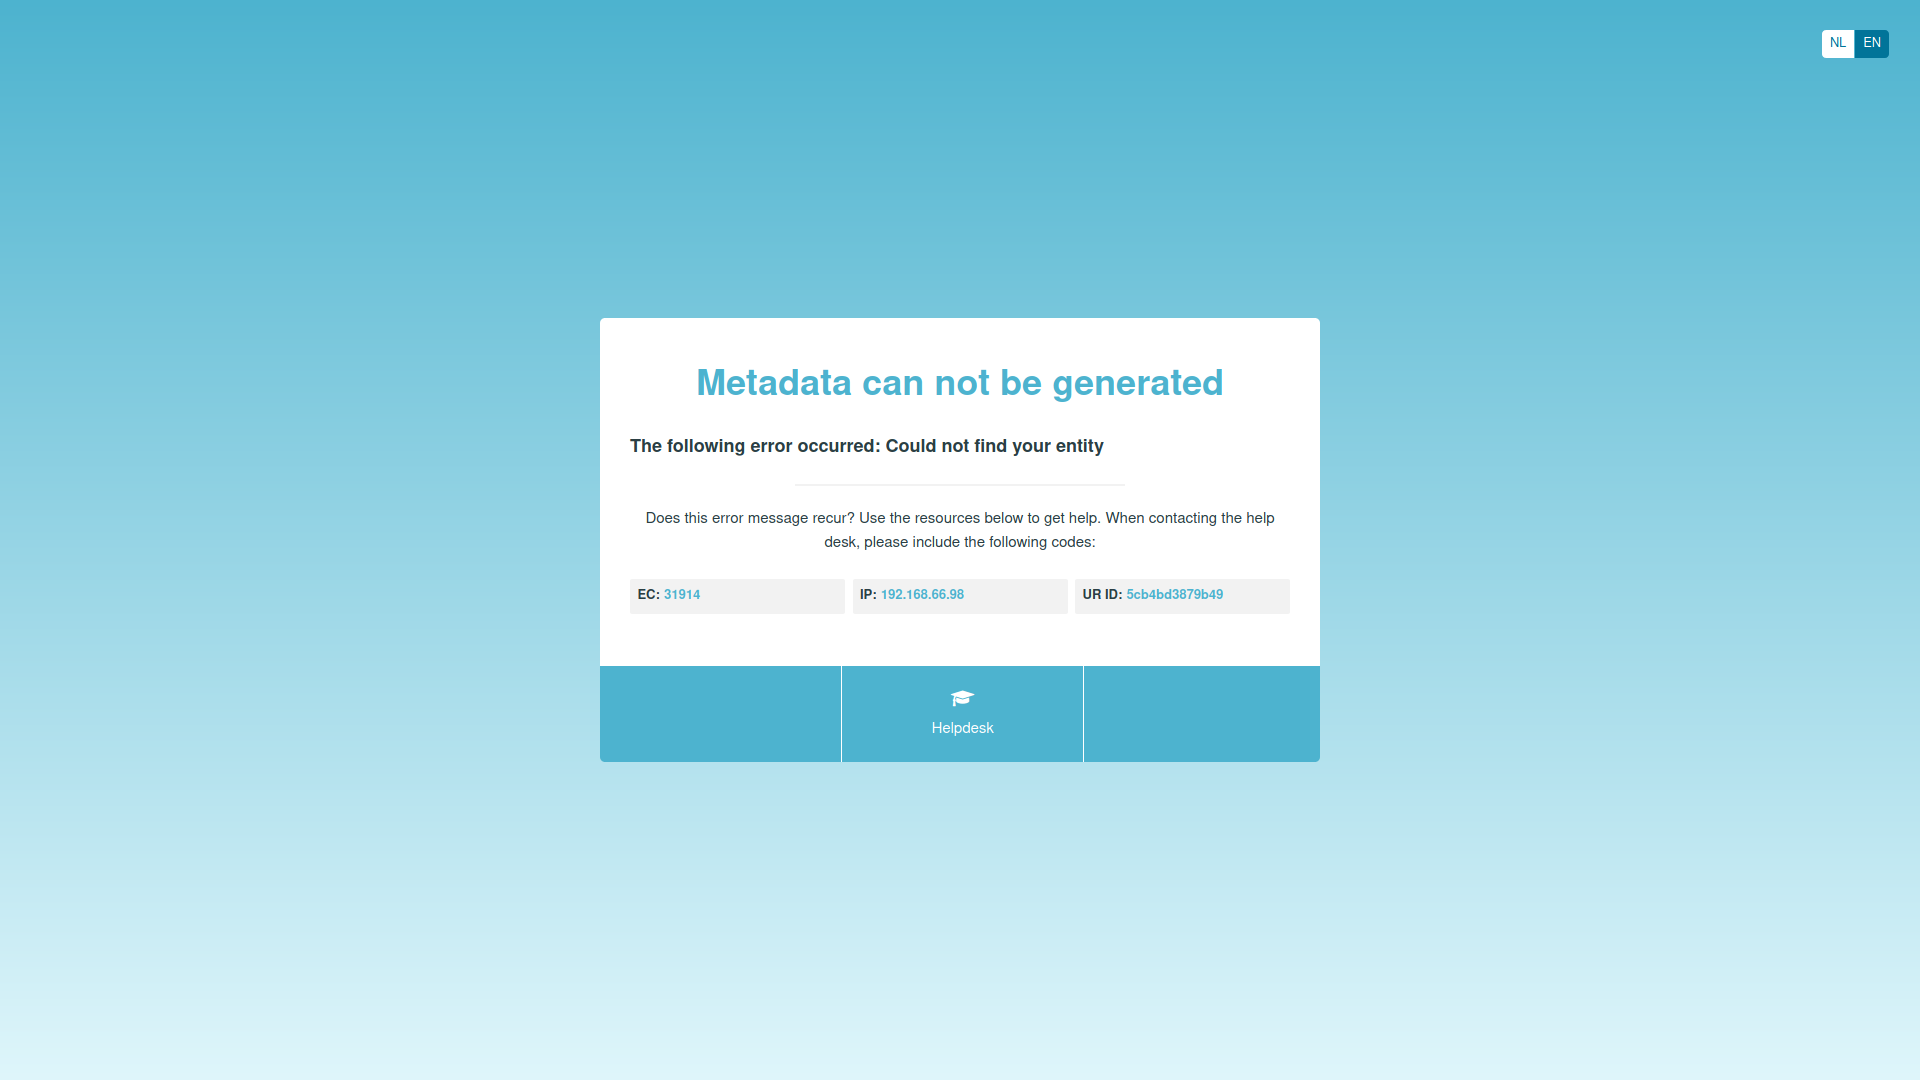 NL EN
Metadata can not be generated
The following error occurred: Could not find your entity
Does this error message recur? Use the resources below to get help. When contacting the help
desk, please include the following codes:
EC: 31914 IP: 192.168.66.98 UR ID: 5cb4bd3879b49
Helpdesk